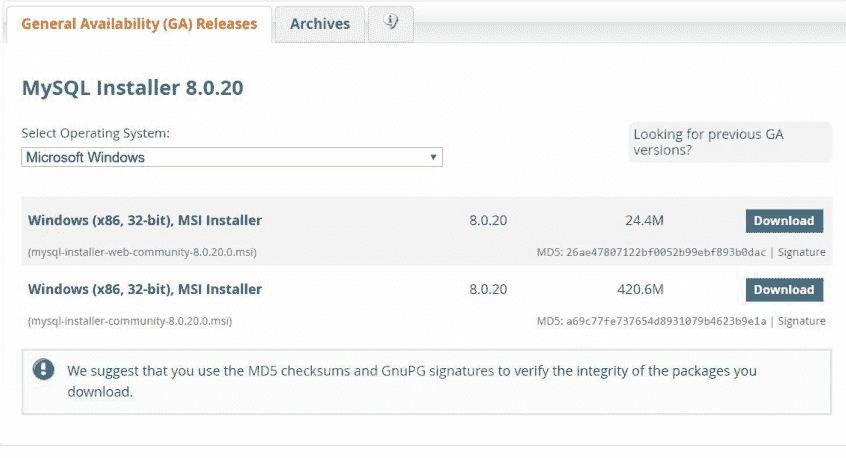 General Availability (GA) Releases
Archives
MySQL Installer 8.0.20
Select Operating System:
Looking for previous GA
versions?
Microsoft Windows
Windows (x86, 32-bit), MSI Installer 8.0.20 24.4M Download
(mysql-installer-web-community-8.0.20.0.msi) MD5: 26ae47807122bf0052b99ebf893b0dac | Signature
Windows (x86, 32-bit), MSI Installer 8.0.20 420.6M Download
(mysql-installer-community-8.0.20.0.msi) MD5: a69c77fe737654d8931079b4623b9e1a | Signature
We suggest that you use the MD5 checksums and GnuPG signatures to verify the integrity of the packages you
download.